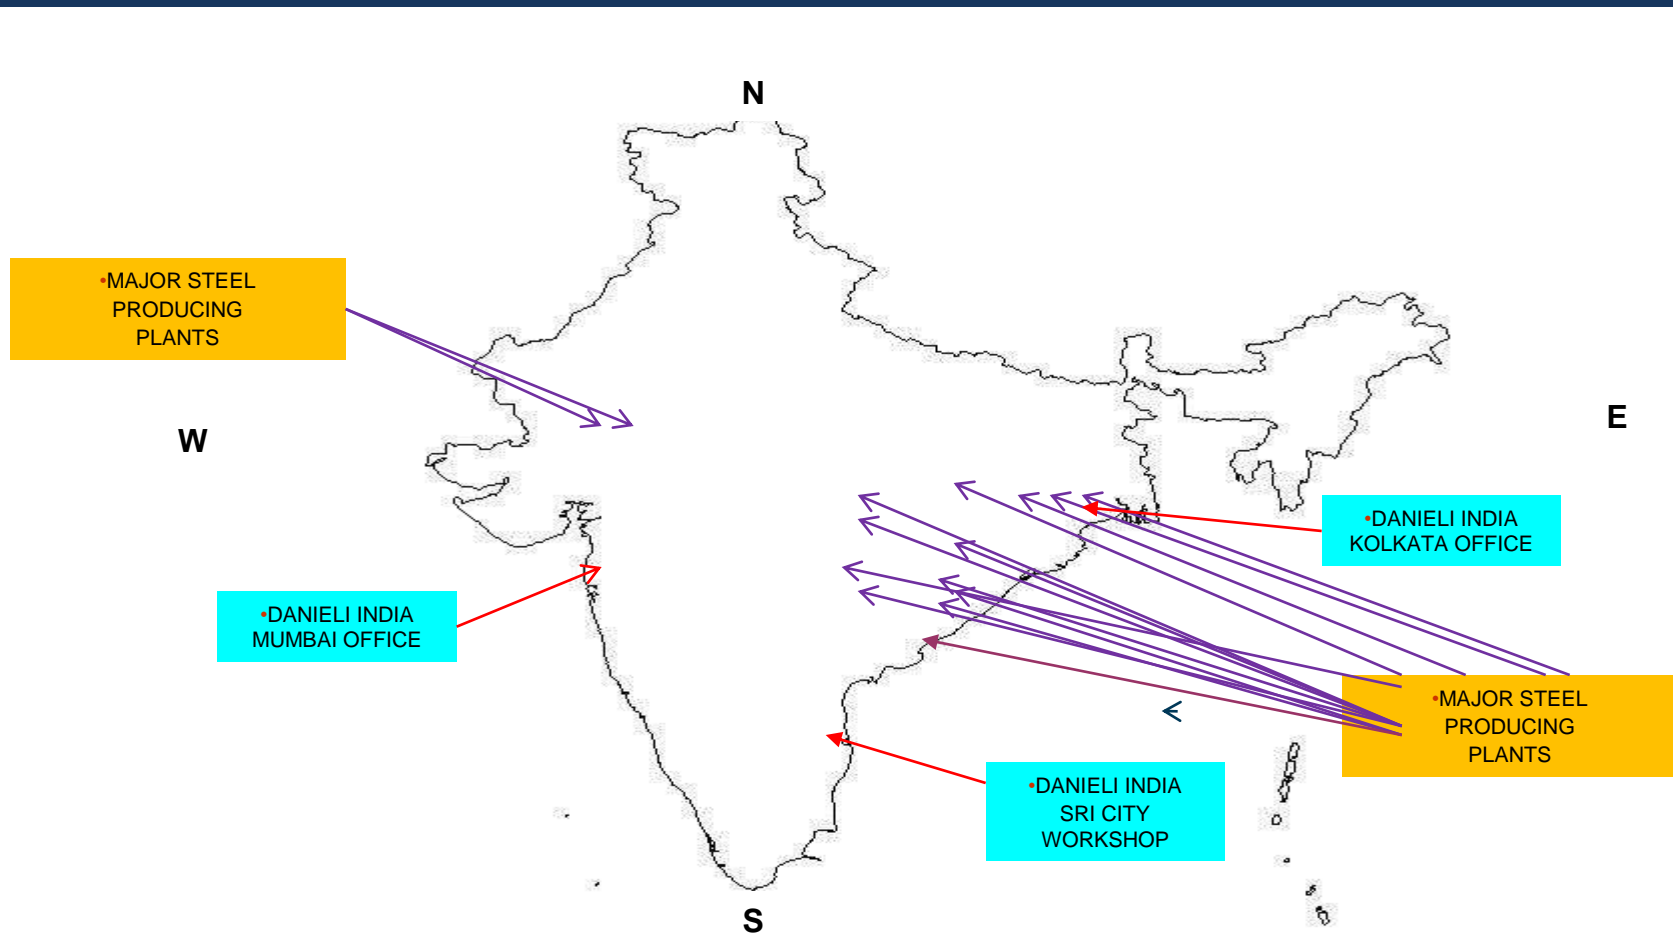 N
•MAJOR STEEL
PRODUCING
PLANTS
W
E
•DANIELI INDIA
KOLKATA OFFICE
•DANIELI INDIA
MUMBAI OFFICE
•MAJOR STEEL
PRODUCING
PLANTS
•DANIELI INDIA
SRI CITY
WORKSHOP
S